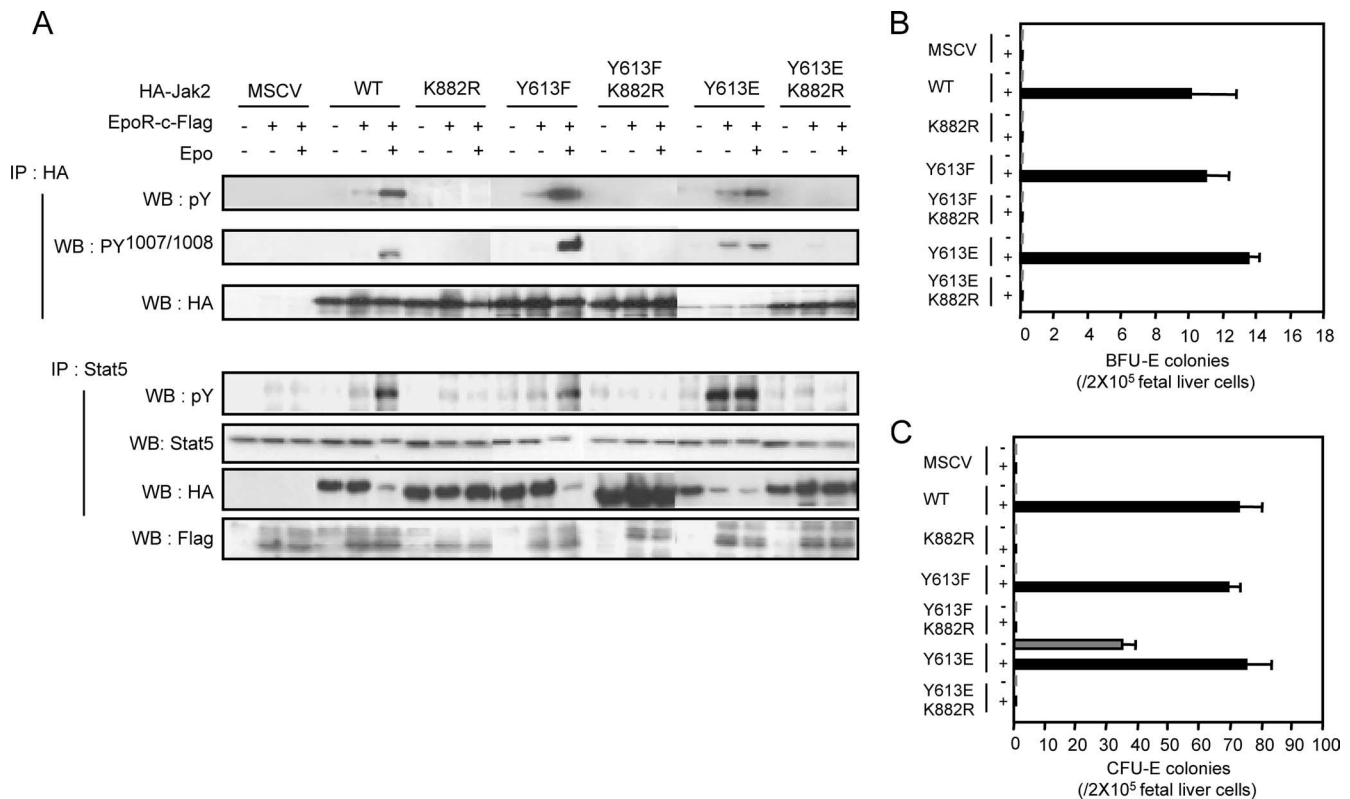 A
HA-Jak2 MSCV WT K882R Y613F Y613F K882R Y613E Y613E K882R
EpoR-c-Flag - + + - + + - + + - + + - + + - + + - + +
Epo - - + - - + - - + - - + - - + - - + - - +
IP : HA
WB : pY
WB : PY1007/1008
WB : HA
IP : Stat5
WB : pY
WB: Stat5
WB : HA
WB : Flag
B
MSCV - +
WT - +
K882R - +
Y613F - +
Y613F K882R - +
Y613E - +
Y613E K882R - +
0 2 4 6 8 10 12 14 16 18
BFU-E colonies
(/2X10⁵ fetal liver cells)
C
MSCV - +
WT - +
K882R - +
Y613F - +
Y613F K882R - +
Y613E - +
Y613E K882R - +
0 10 20 30 40 50 60 70 80 90 100
CFU-E colonies
(/2X10⁵ fetal liver cells)